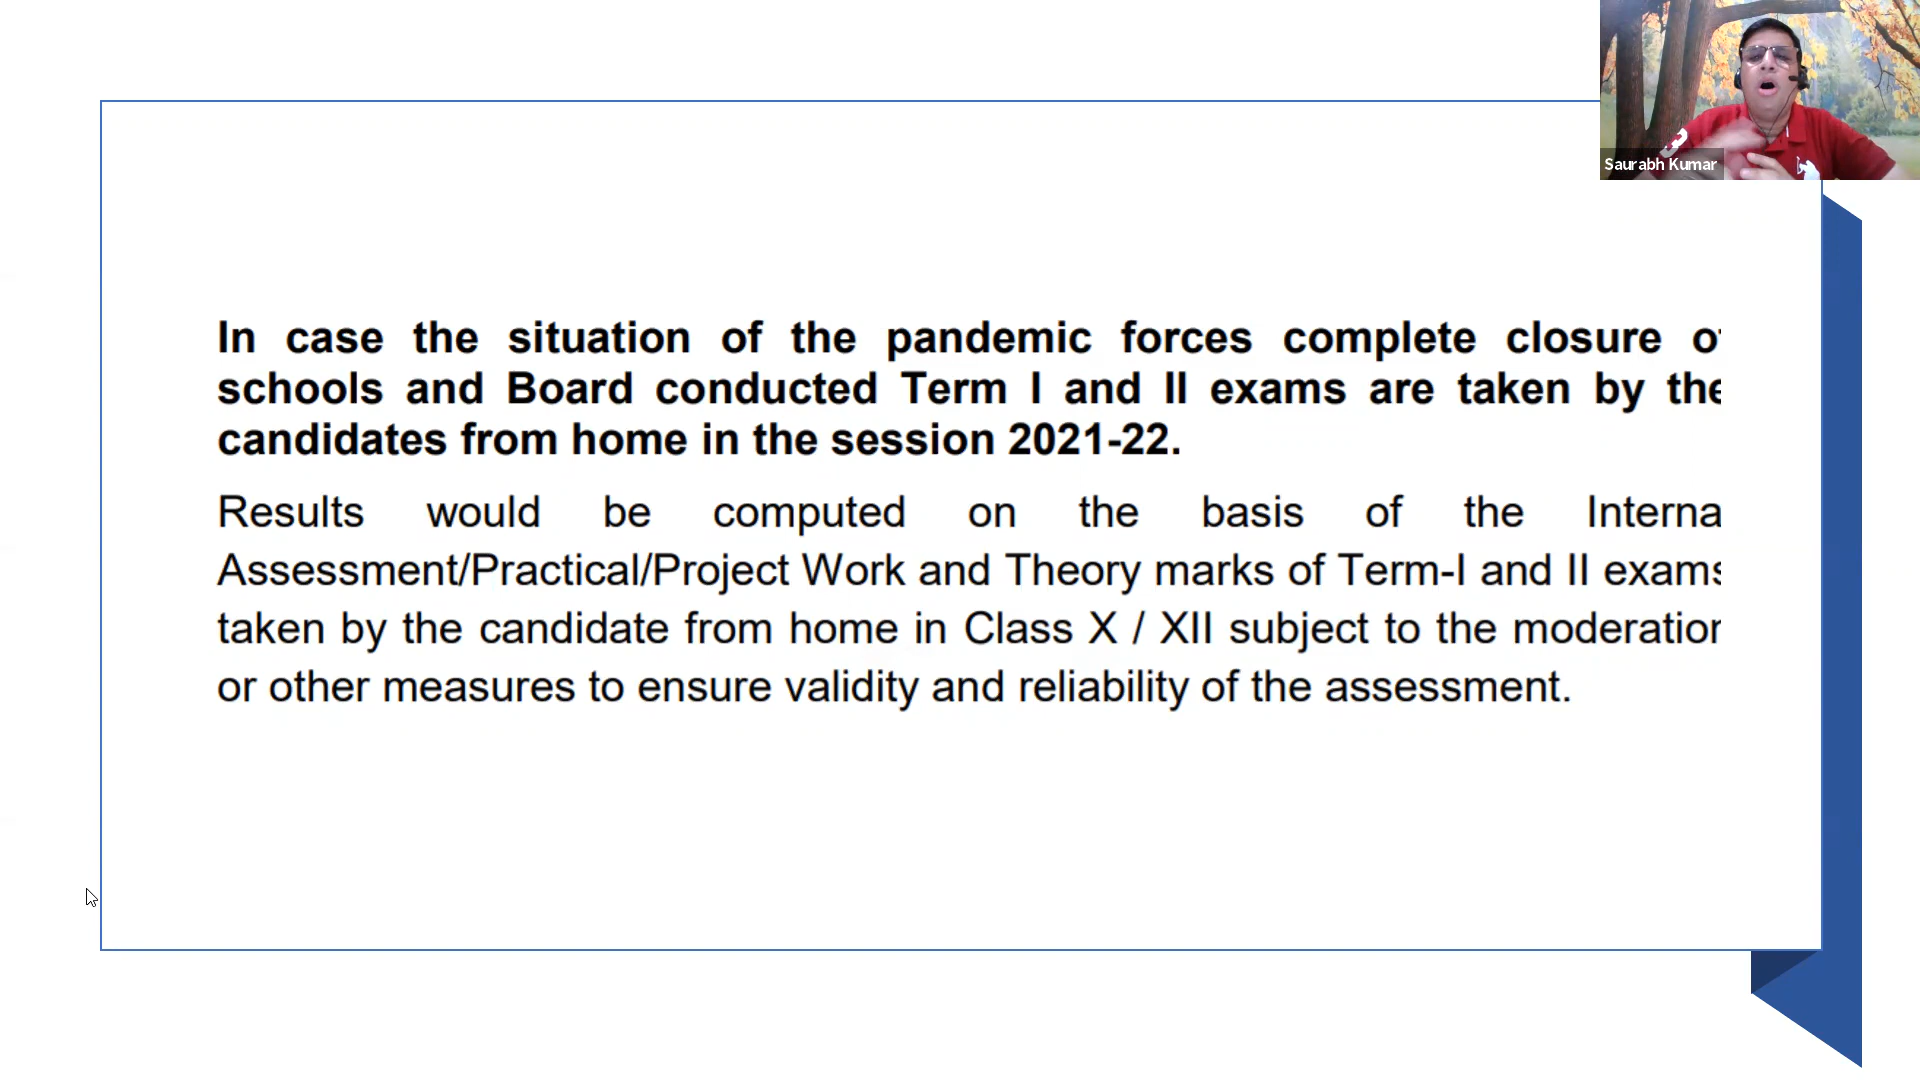 Saurabh Kumar
In case the situation of the pandemic forces complete closure of
schools and Board conducted Term I and II exams are taken by the
candidates from home in the session 2021-22.
Results would be computed on the basis of the Interna
Assessment/Practical/Project Work and Theory marks of Term-I and II exams
taken by the candidate from home in Class X / XII subject to the moderation
or other measures to ensure validity and reliability of the assessment.